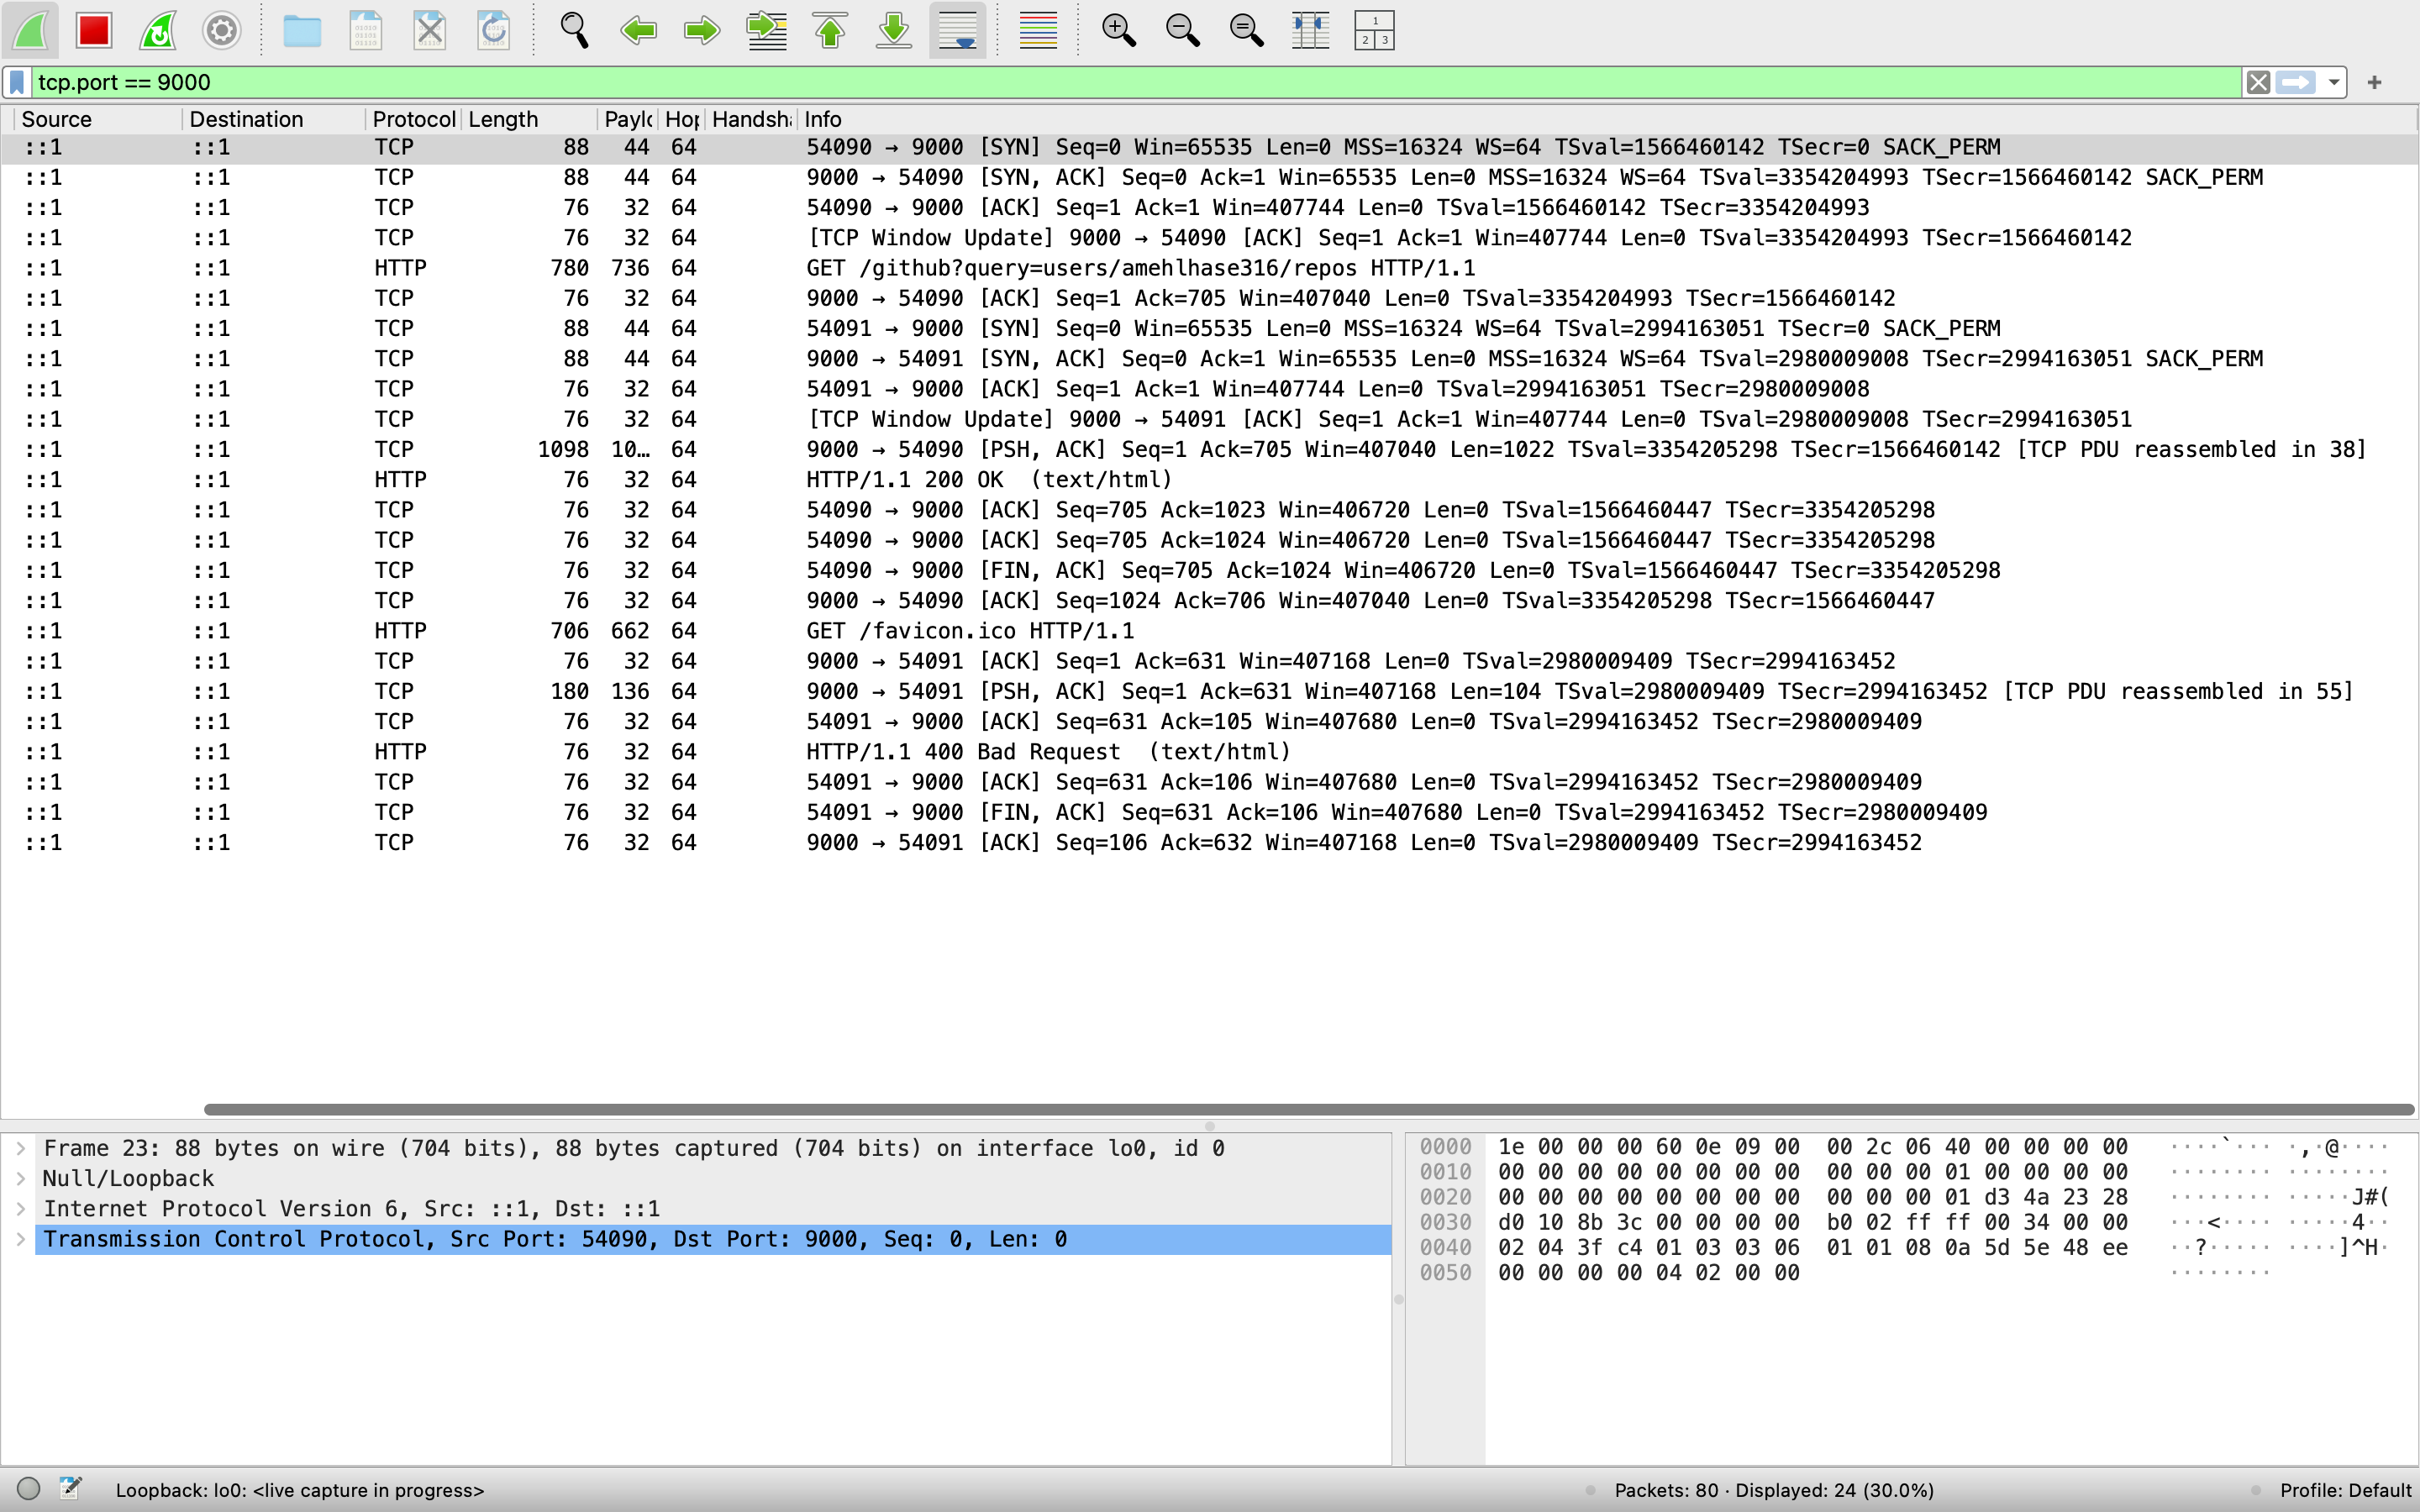 1
2 3
tcp.port == 9000
Source Destination Protocol Length Paylo Hop Handsh Info
::1 ::1 TCP 88 44 64 54090 → 9000 [SYN] Seq=0 Win=65535 Len=0 MSS=16324 WS=64 TSval=1566460142 TSecr=0 SACK_PERM
::1 ::1 TCP 88 44 64 9000 → 54090 [SYN, ACK] Seq=0 Ack=1 Win=65535 Len=0 MSS=16324 WS=64 TSval=3354204993 TSecr=1566460142 SACK_PERM
::1 ::1 TCP 76 32 64 54090 → 9000 [ACK] Seq=1 Ack=1 Win=407744 Len=0 TSval=1566460142 TSecr=3354204993
::1 ::1 TCP 76 32 64 [TCP Window Update] 9000 → 54090 [ACK] Seq=1 Ack=1 Win=407744 Len=0 TSval=3354204993 TSecr=1566460142
::1 ::1 HTTP 780 736 64 GET /github?query=users/amehlhase316/repos HTTP/1.1
::1 ::1 TCP 76 32 64 9000 → 54090 [ACK] Seq=1 Ack=705 Win=407040 Len=0 TSval=3354204993 TSecr=1566460142
::1 ::1 TCP 88 44 64 54091 → 9000 [SYN] Seq=0 Win=65535 Len=0 MSS=16324 WS=64 TSval=2994163051 TSecr=0 SACK_PERM
::1 ::1 TCP 88 44 64 9000 → 54091 [SYN, ACK] Seq=0 Ack=1 Win=65535 Len=0 MSS=16324 WS=64 TSval=2980009008 TSecr=2994163051 SACK_PERM
::1 ::1 TCP 76 32 64 54091 → 9000 [ACK] Seq=1 Ack=1 Win=407744 Len=0 TSval=2994163051 TSecr=2980009008
::1 ::1 TCP 76 32 64 [TCP Window Update] 9000 → 54091 [ACK] Seq=1 Ack=1 Win=407744 Len=0 TSval=2980009008 TSecr=2994163051
::1 ::1 TCP 1098 10… 64 9000 → 54090 [PSH, ACK] Seq=1 Ack=705 Win=407040 Len=1022 TSval=3354205298 TSecr=1566460142 [TCP PDU reassembled in 38]
::1 ::1 HTTP 76 32 64 HTTP/1.1 200 OK (text/html)
::1 ::1 TCP 76 32 64 54090 → 9000 [ACK] Seq=705 Ack=1023 Win=406720 Len=0 TSval=1566460447 TSecr=3354205298
::1 ::1 TCP 76 32 64 54090 → 9000 [ACK] Seq=705 Ack=1024 Win=406720 Len=0 TSval=1566460447 TSecr=3354205298
::1 ::1 TCP 76 32 64 54090 → 9000 [FIN, ACK] Seq=705 Ack=1024 Win=406720 Len=0 TSval=1566460447 TSecr=3354205298
::1 ::1 TCP 76 32 64 9000 → 54090 [ACK] Seq=1024 Ack=706 Win=407040 Len=0 TSval=3354205298 TSecr=1566460447
::1 ::1 HTTP 706 662 64 GET /favicon.ico HTTP/1.1
::1 ::1 TCP 76 32 64 9000 → 54091 [ACK] Seq=1 Ack=631 Win=407168 Len=0 TSval=2980009409 TSecr=2994163452
::1 ::1 TCP 180 136 64 9000 → 54091 [PSH, ACK] Seq=1 Ack=631 Win=407168 Len=104 TSval=2980009409 TSecr=2994163452 [TCP PDU reassembled in 55]
::1 ::1 TCP 76 32 64 54091 → 9000 [ACK] Seq=631 Ack=105 Win=407680 Len=0 TSval=2994163452 TSecr=2980009409
::1 ::1 HTTP 76 32 64 HTTP/1.1 400 Bad Request (text/html)
::1 ::1 TCP 76 32 64 54091 → 9000 [ACK] Seq=631 Ack=106 Win=407680 Len=0 TSval=2994163452 TSecr=2980009409
::1 ::1 TCP 76 32 64 54091 → 9000 [FIN, ACK] Seq=631 Ack=106 Win=407680 Len=0 TSval=2994163452 TSecr=2980009409
::1 ::1 TCP 76 32 64 9000 → 54091 [ACK] Seq=106 Ack=632 Win=407168 Len=0 TSval=2980009409 TSecr=2994163452
Frame 23: 88 bytes on wire (704 bits), 88 bytes captured (704 bits) on interface lo0, id 0
Null/Loopback
Internet Protocol Version 6, Src: ::1, Dst: ::1
Transmission Control Protocol, Src Port: 54090, Dst Port: 9000, Seq: 0, Len: 0
0000 1e 00 00 00 60 0e 09 00 00 2c 06 40 00 00 00 00 ····`··· ·,·@····
0010 00 00 00 00 00 00 00 00 00 00 00 01 00 00 00 00 ········ ········
0020 00 00 00 00 00 00 00 00 00 00 00 01 d3 4a 23 28 ········ ·····J#(
0030 d0 10 8b 3c 00 00 00 00 b0 02 ff ff 00 34 00 00 ···<···· ·····4··
0040 02 04 3f c4 01 03 03 06 01 01 08 0a 5d 5e 48 ee ··?····· ····]^H·
0050 00 00 00 00 04 02 00 00 ········
Loopback: lo0: <live capture in progress> Packets: 80 · Displayed: 24 (30.0%) Profile: Default